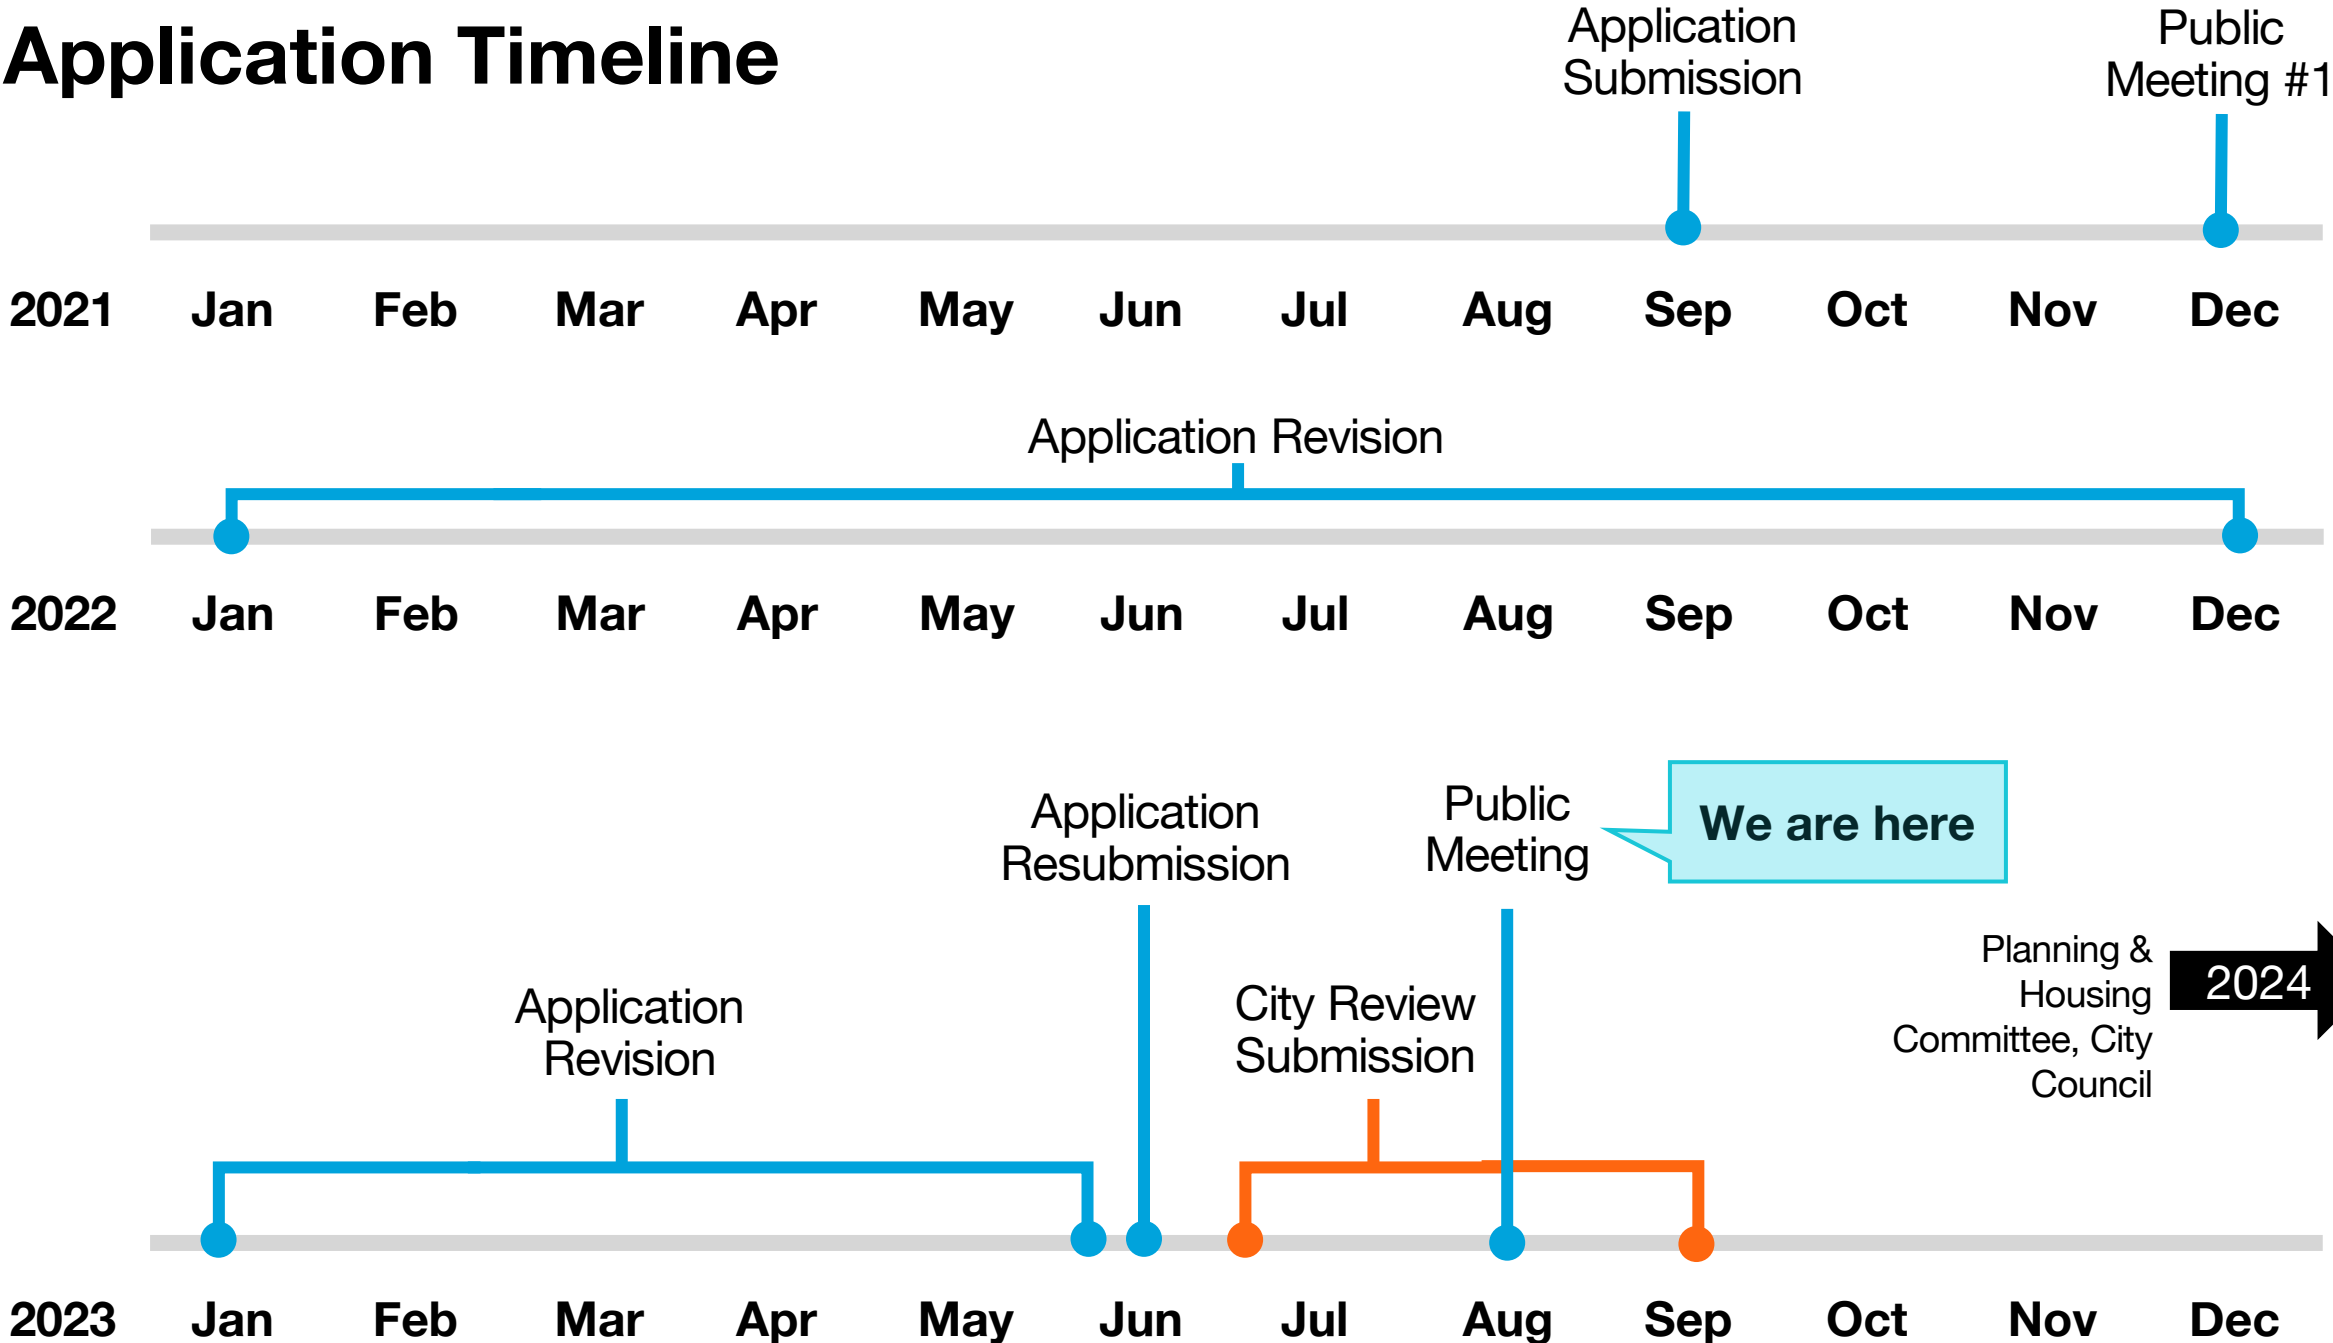 Application Timeline
Application
Submission
Public
Meeting #1
2021 Jan Feb Mar Apr May Jun Jul Aug Sep Oct Nov Dec
Application Revision
2022 Jan Feb Mar Apr May Jun Jul Aug Sep Oct Nov Dec
Application
Resubmission
Public
Meeting
We are here
Application
Revision
City Review
Submission
Planning &
Housing
Committee, City
Council
2024
2023 Jan Feb Mar Apr May Jun Jul Aug Sep Oct Nov Dec